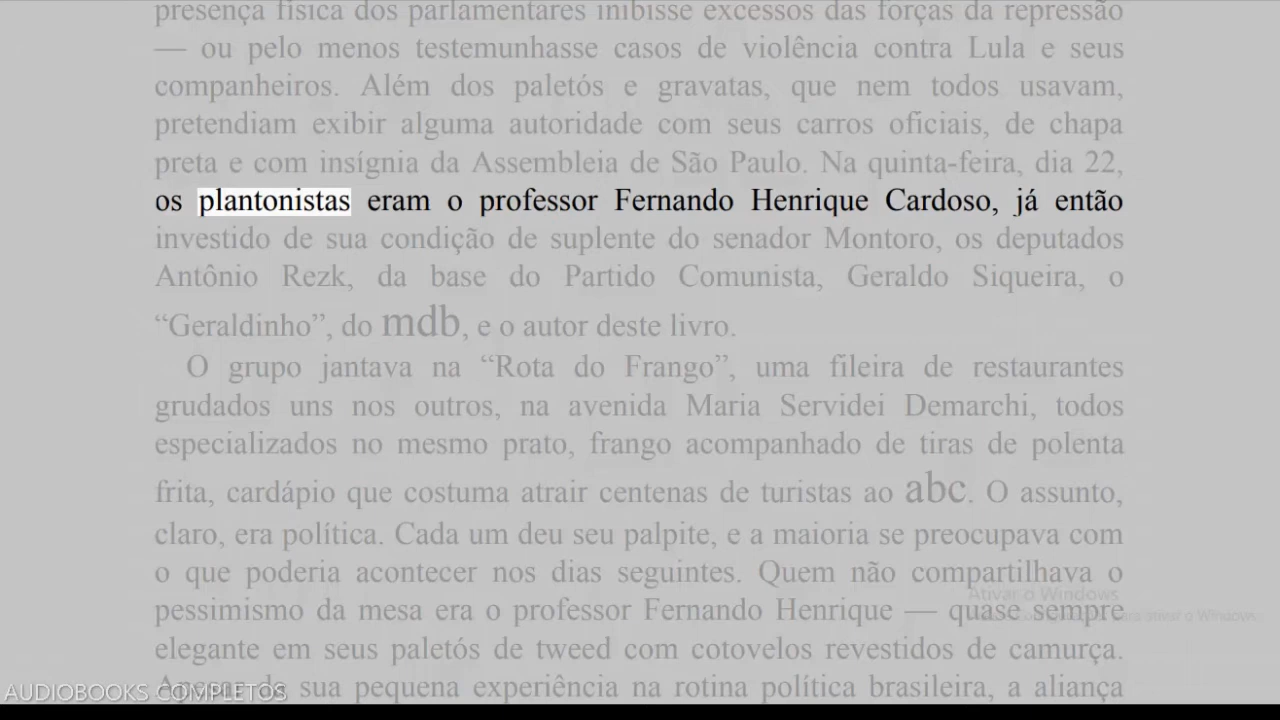 presença física dos parlamentares inibisse excessos das forças da repressão
— ou pelo menos testemunhasse casos de violência contra Lula e seus
companheiros. Além dos paletós e gravatas, que nem todos usavam,
pretendiam exibir alguma autoridade com seus carros oficiais, de chapa
preta e com insígnia da Assembleia de São Paulo. Na quinta-feira, dia 22,
os plantonistas eram o professor Fernando Henrique Cardoso, já então
investido de sua condição de suplente do senador Montoro, os deputados
Antônio Rezk, da base do Partido Comunista, Geraldo Siqueira, o
“Geraldinho”, do mdb, e o autor deste livro.
O grupo jantava na “Rota do Frango”, uma fileira de restaurantes
grudados uns nos outros, na avenida Maria Servidei Demarchi, todos
especializados no mesmo prato, frango acompanhado de tiras de polenta
frita, cardápio que costuma atrair centenas de turistas ao abc. O assunto,
claro, era política. Cada um deu seu palpite, e a maioria se preocupava com
o que poderia acontecer nos dias seguintes. Quem não compartilhava o
Ativar o Windows
pessimismo da mesa era o professor Fernando Henrique — quase sempre
para ativar o Windows.
elegante em seus paletós de tweed com cotovelos revestidos de camurça.
Apesar de sua pequena experiência na rotina política brasileira, a aliança
AUDIOBOOKS COMPLETOS